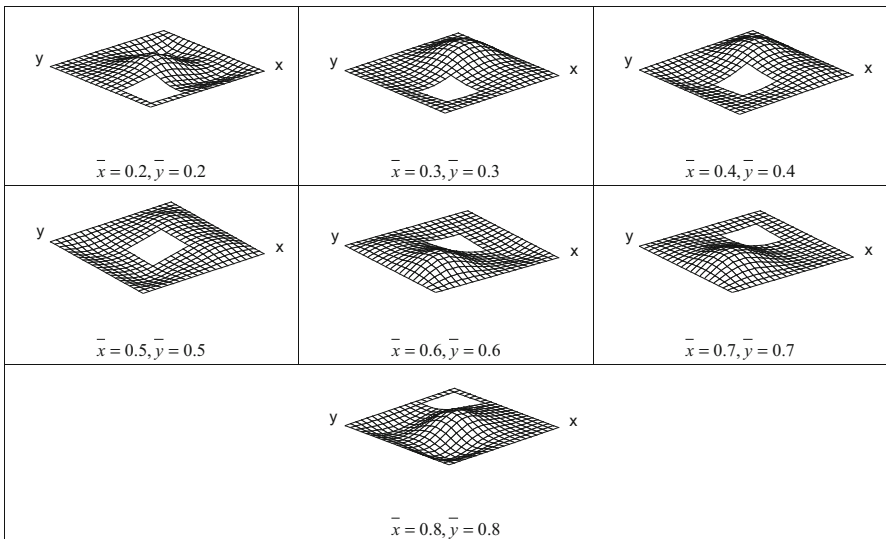 y x y x y x
x̅ = 0.2, y̅ = 0.2 x̅ = 0.3, y̅ = 0.3 x̅ = 0.4, y̅ = 0.4
y x y x y x
x̅ = 0.5, y̅ = 0.5 x̅ = 0.6, y̅ = 0.6 x̅ = 0.7, y̅ = 0.7
y x
x̅ = 0.8, y̅ = 0.8